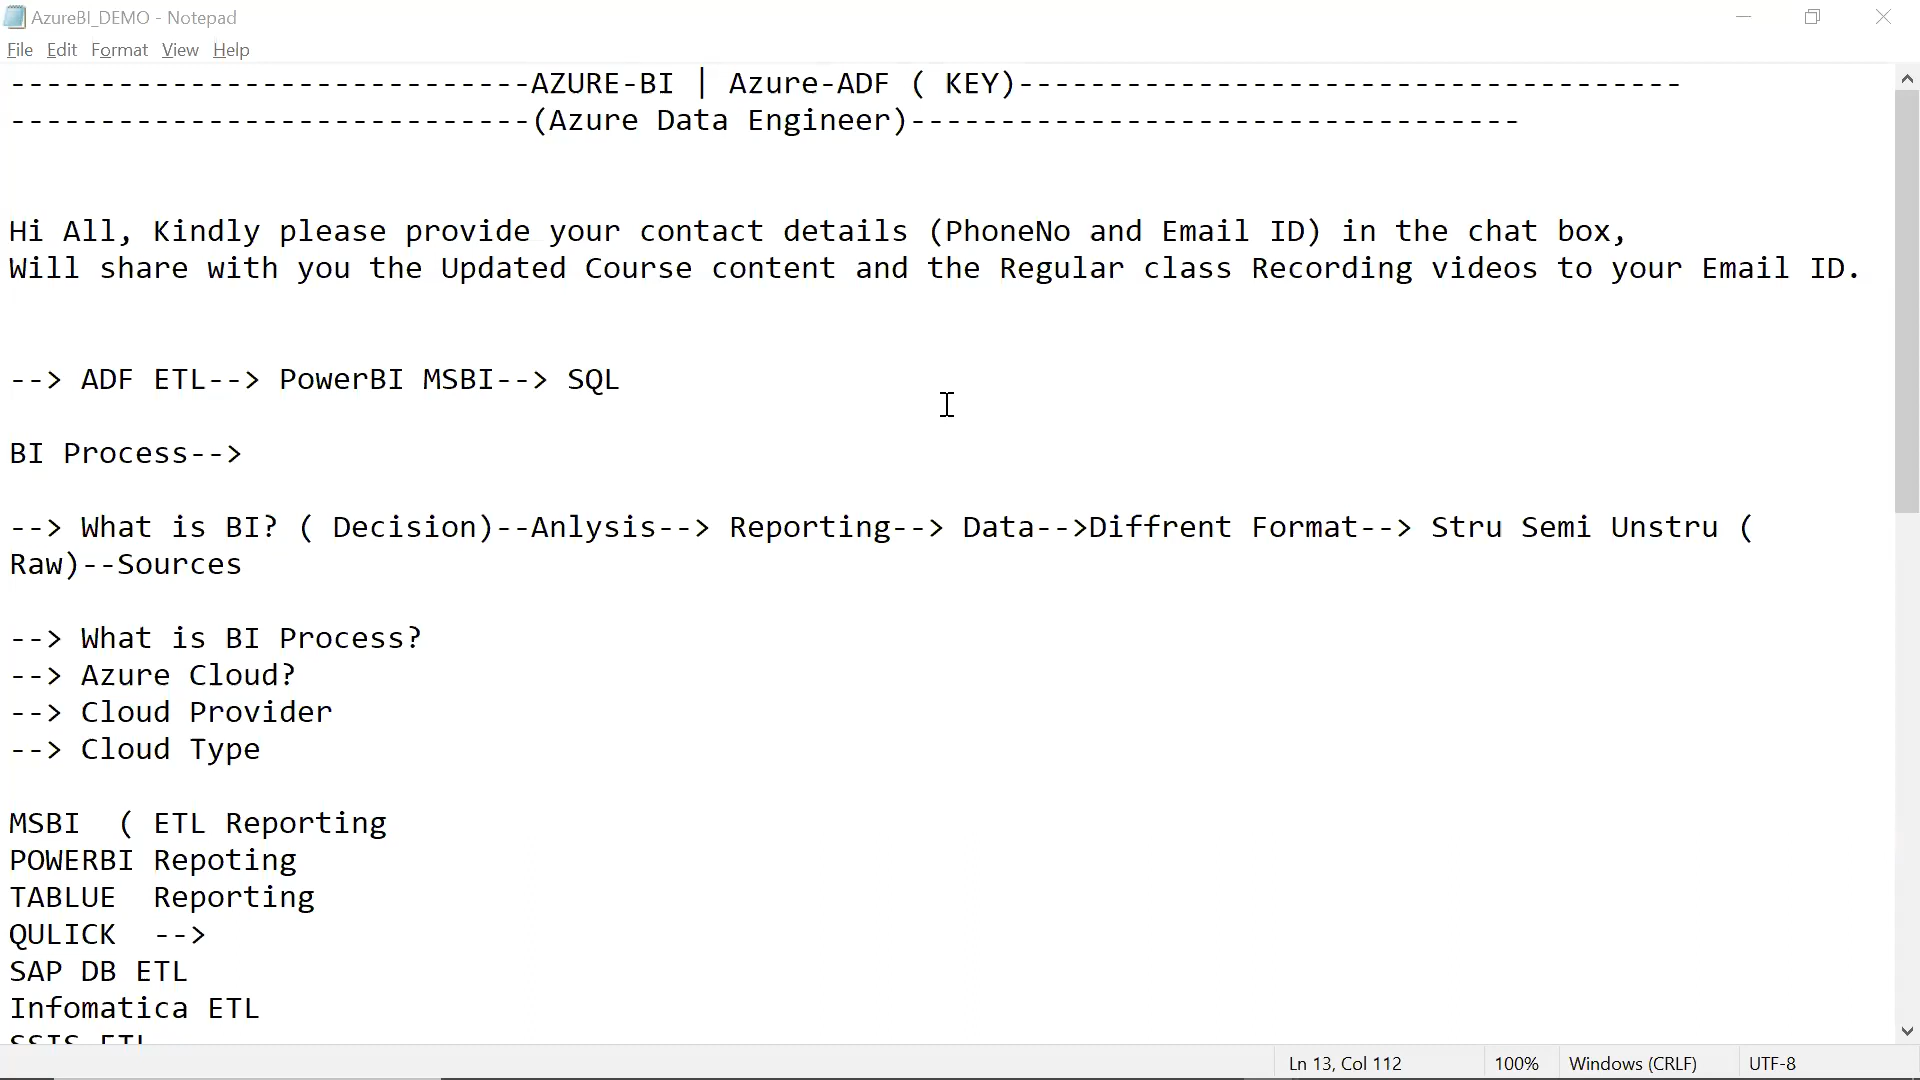 AzureBI_DEMO - Notepad
File Edit Format View Help
-----------------------------AZURE-BI | Azure-ADF ( KEY)-------------------------------------
-----------------------------(Azure Data Engineer)----------------------------------
Hi All, Kindly please provide your contact details (PhoneNo and Email ID) in the chat box,
Will share with you the Updated Course content and the Regular class Recording videos to your Email ID.
--> ADF ETL--> PowerBI MSBI--> SQL
BI Process-->
--> What is BI? ( Decision)--Anlysis--> Reporting--> Data-->Diffrent Format--> Stru Semi Unstru (
Raw)--Sources
--> What is BI Process?
--> Azure Cloud?
--> Cloud Provider
--> Cloud Type
MSBI  ( ETL Reporting
POWERBI Repoting
TABLUE  Reporting
QULICK  -->
SAP DB ETL
Infomatica ETL
SSIS ETL
Ln 13, Col 112 100% Windows (CRLF) UTF-8